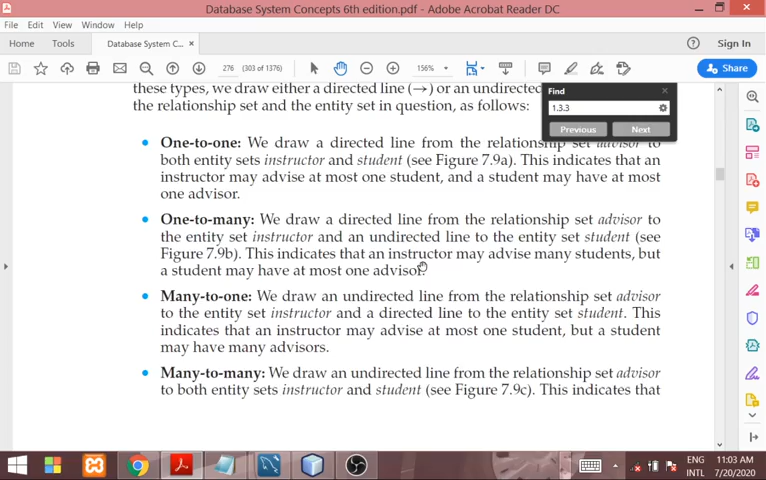 Database System Concepts 6th edition.pdf - Adobe Acrobat Reader DC
File Edit View Window Help
Home Tools Database System C... × Sign In
276 (303 of 1376) 156% Share
these types, we draw either a directed line (→) or an undirected
the relationship set and the entity set in question, as follows:
Find
1.3.3
Previous Next
• One-to-one: We draw a directed line from the relationship set advisor to
both entity sets instructor and student (see Figure 7.9a). This indicates that an
instructor may advise at most one student, and a student may have at most
one advisor.
• One-to-many: We draw a directed line from the relationship set advisor to
the entity set instructor and an undirected line to the entity set student (see
Figure 7.9b). This indicates that an instructor may advise many students, but
a student may have at most one advisor.
• Many-to-one: We draw an undirected line from the relationship set advisor
to the entity set instructor and a directed line to the entity set student. This
indicates that an instructor may advise at most one student, but a student
may have many advisors.
• Many-to-many: We draw an undirected line from the relationship set advisor
to both entity sets instructor and student (see Figure 7.9c). This indicates that
ENG 11:03 AM
INTL 7/20/2020